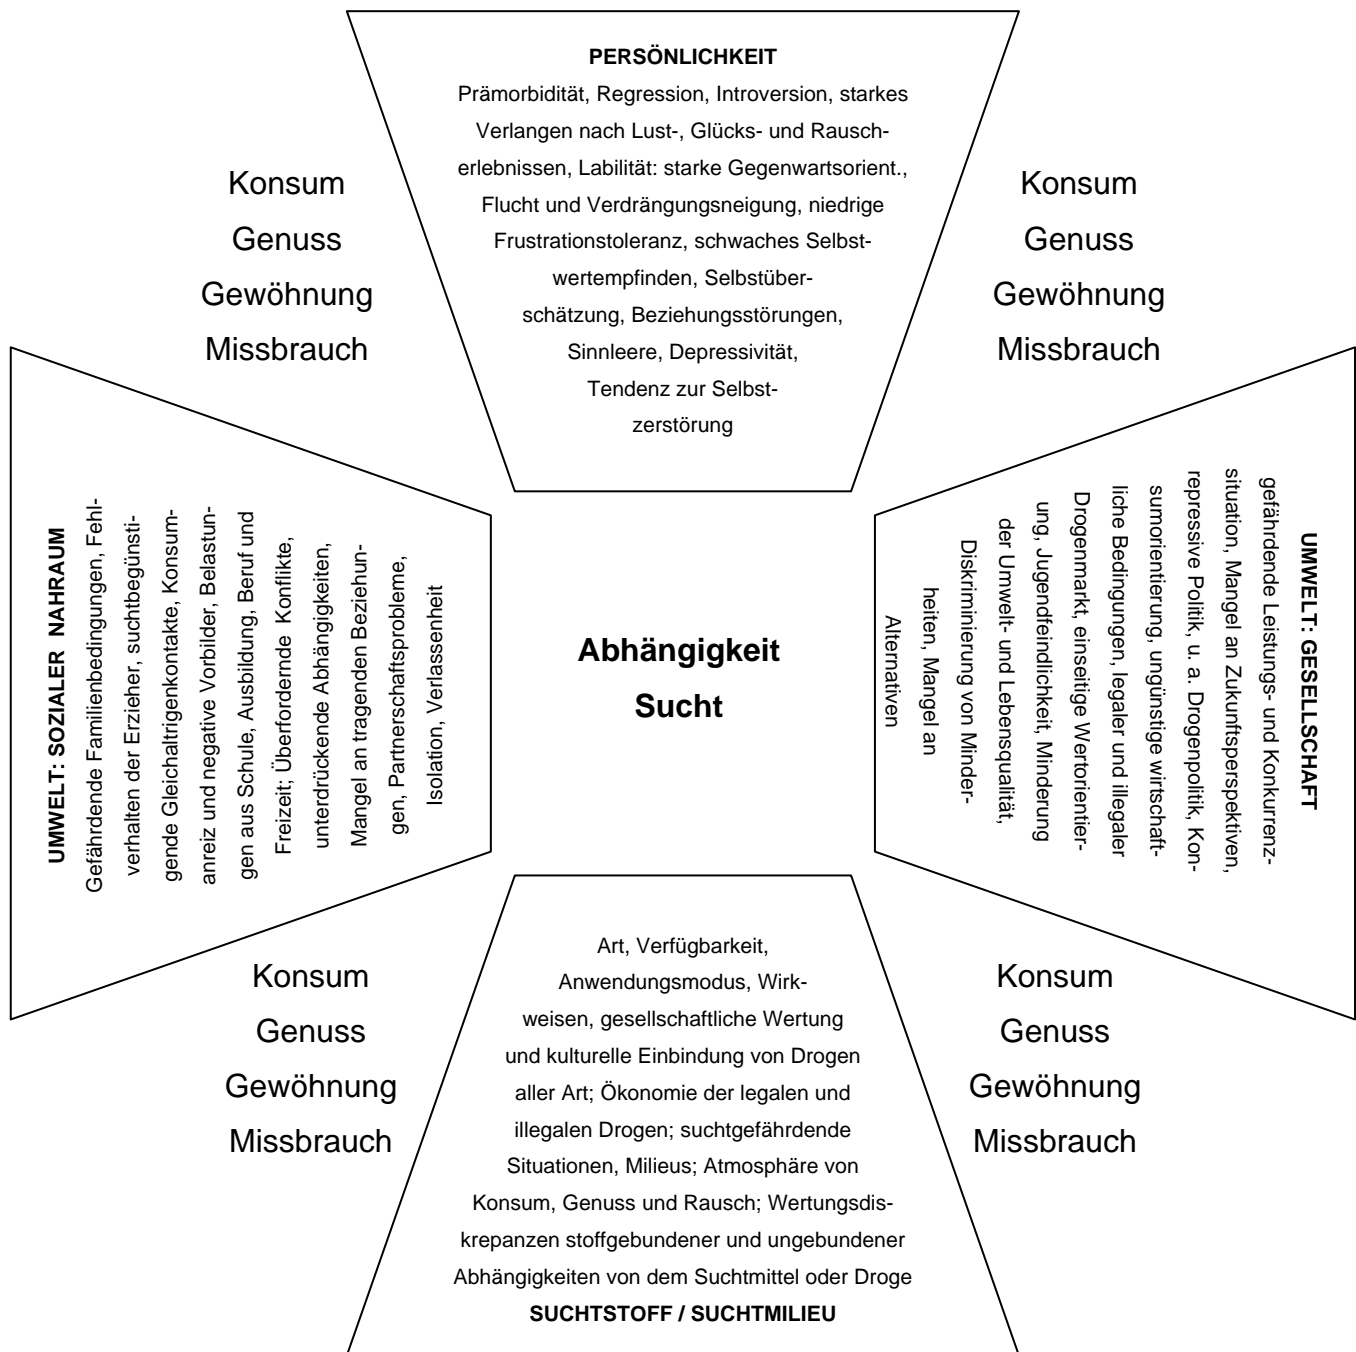 PERSÖNLICHKEIT
Prämorbidität, Regression, Introversion, starkes
Verlangen nach Lust-, Glücks- und Rausch-
erlebnissen, Labilität: starke Gegenwartsorient.,
Flucht und Verdrängungsneigung, niedrige
Frustrationstoleranz, schwaches Selbst-
wertempfinden, Selbstüber-
schätzung, Beziehungsstörungen,
Sinnleere, Depressivität,
Tendenz zur Selbst-
zerstörung
Konsum
Genuss
Gewöhnung
Missbrauch
Konsum
Genuss
Gewöhnung
Missbrauch
UMWELT: SOZIALER NAHRAUM
Gefährdende Familienbedingungen, Fehl-
verhalten der Erzieher, suchtbegünsti-
gende Gleichaltrigenkontakte, Konsum-
anreiz und negative Vorbilder, Belastun-
gen aus Schule, Ausbildung, Beruf und
Freizeit; Überfordernde Konflikte,
unterdrückende Abhängigkeiten,
Mangel an tragenden Beziehun-
gen, Partnerschaftsprobleme,
Isolation, Verlassenheit
Abhängigkeit
Sucht
UMWELT: GESELLSCHAFT
gefährdende Leistungs- und Konkurrenz-
situation, Mangel an Zukunftsperspektiven,
repressive Politik, u. a. Drogenpolitik, Kon-
sumorientierung, ungünstige wirtschaft-
liche Bedingungen, legaler und illegaler
Drogenmarkt, einseitige Wertorientier-
ung, Jugendfeindlichkeit, Minderung
der Umwelt- und Lebensqualität,
Diskriminierung von Minder-
heiten, Mangel an
Alternativen
Konsum
Genuss
Gewöhnung
Missbrauch
Konsum
Genuss
Gewöhnung
Missbrauch
Art, Verfügbarkeit,
Anwendungsmodus, Wirk-
weisen, gesellschaftliche Wertung
und kulturelle Einbindung von Drogen
aller Art; Ökonomie der legalen und
illegalen Drogen; suchtgefährdende
Situationen, Milieus; Atmosphäre von
Konsum, Genuss und Rausch; Wertungsdis-
krepanzen stoffgebundener und ungebundener
Abhängigkeiten von dem Suchtmittel oder Droge
SUCHTSTOFF / SUCHTMILIEU